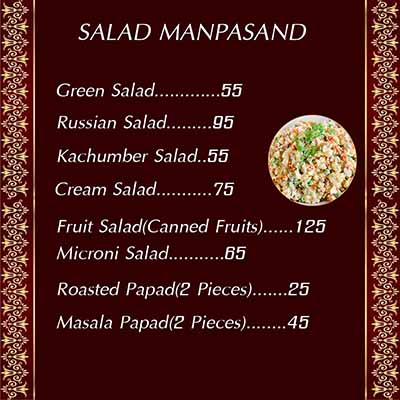 SALAD MANPASAND
Green Salad.............55
Russian Salad.........95
Kachumber Salad..55
Cream Salad...........75
Fruit Salad(Canned Fruits)......125
Microni Salad...........65
Roasted Papad(2 Pieces).......25
Masala Papad(2 Pieces)........45